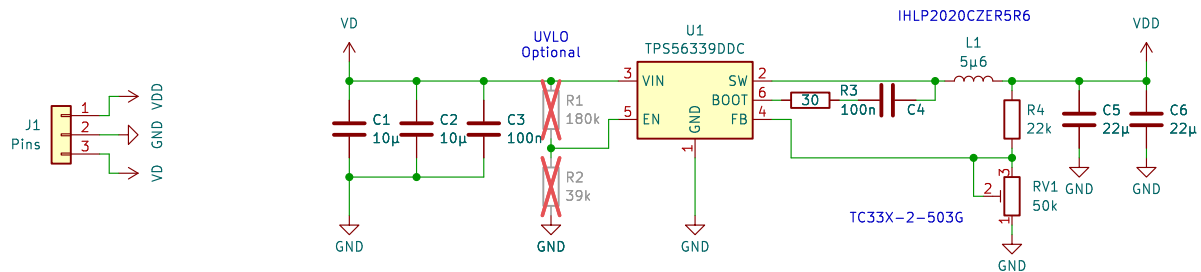 J1
Pins
1
2
3
VDD
GND
VD
VD
C1
10µ
C2
10µ
C3
100n
GND
UVLO
Optional
R1
180k
R2
39k
GND
U1
TPS56339DDC
3
VIN
5
EN
SW
2
BOOT
6
FB
4
GND
1
GND
30
R3
100n
C4
IHLP2020CZER5R6
L1
5µ6
R4
22k
3
2
1
RV1
50k
TC33X-2-503G
GND
VDD
C5
22µ
GND
C6
22µ
GND